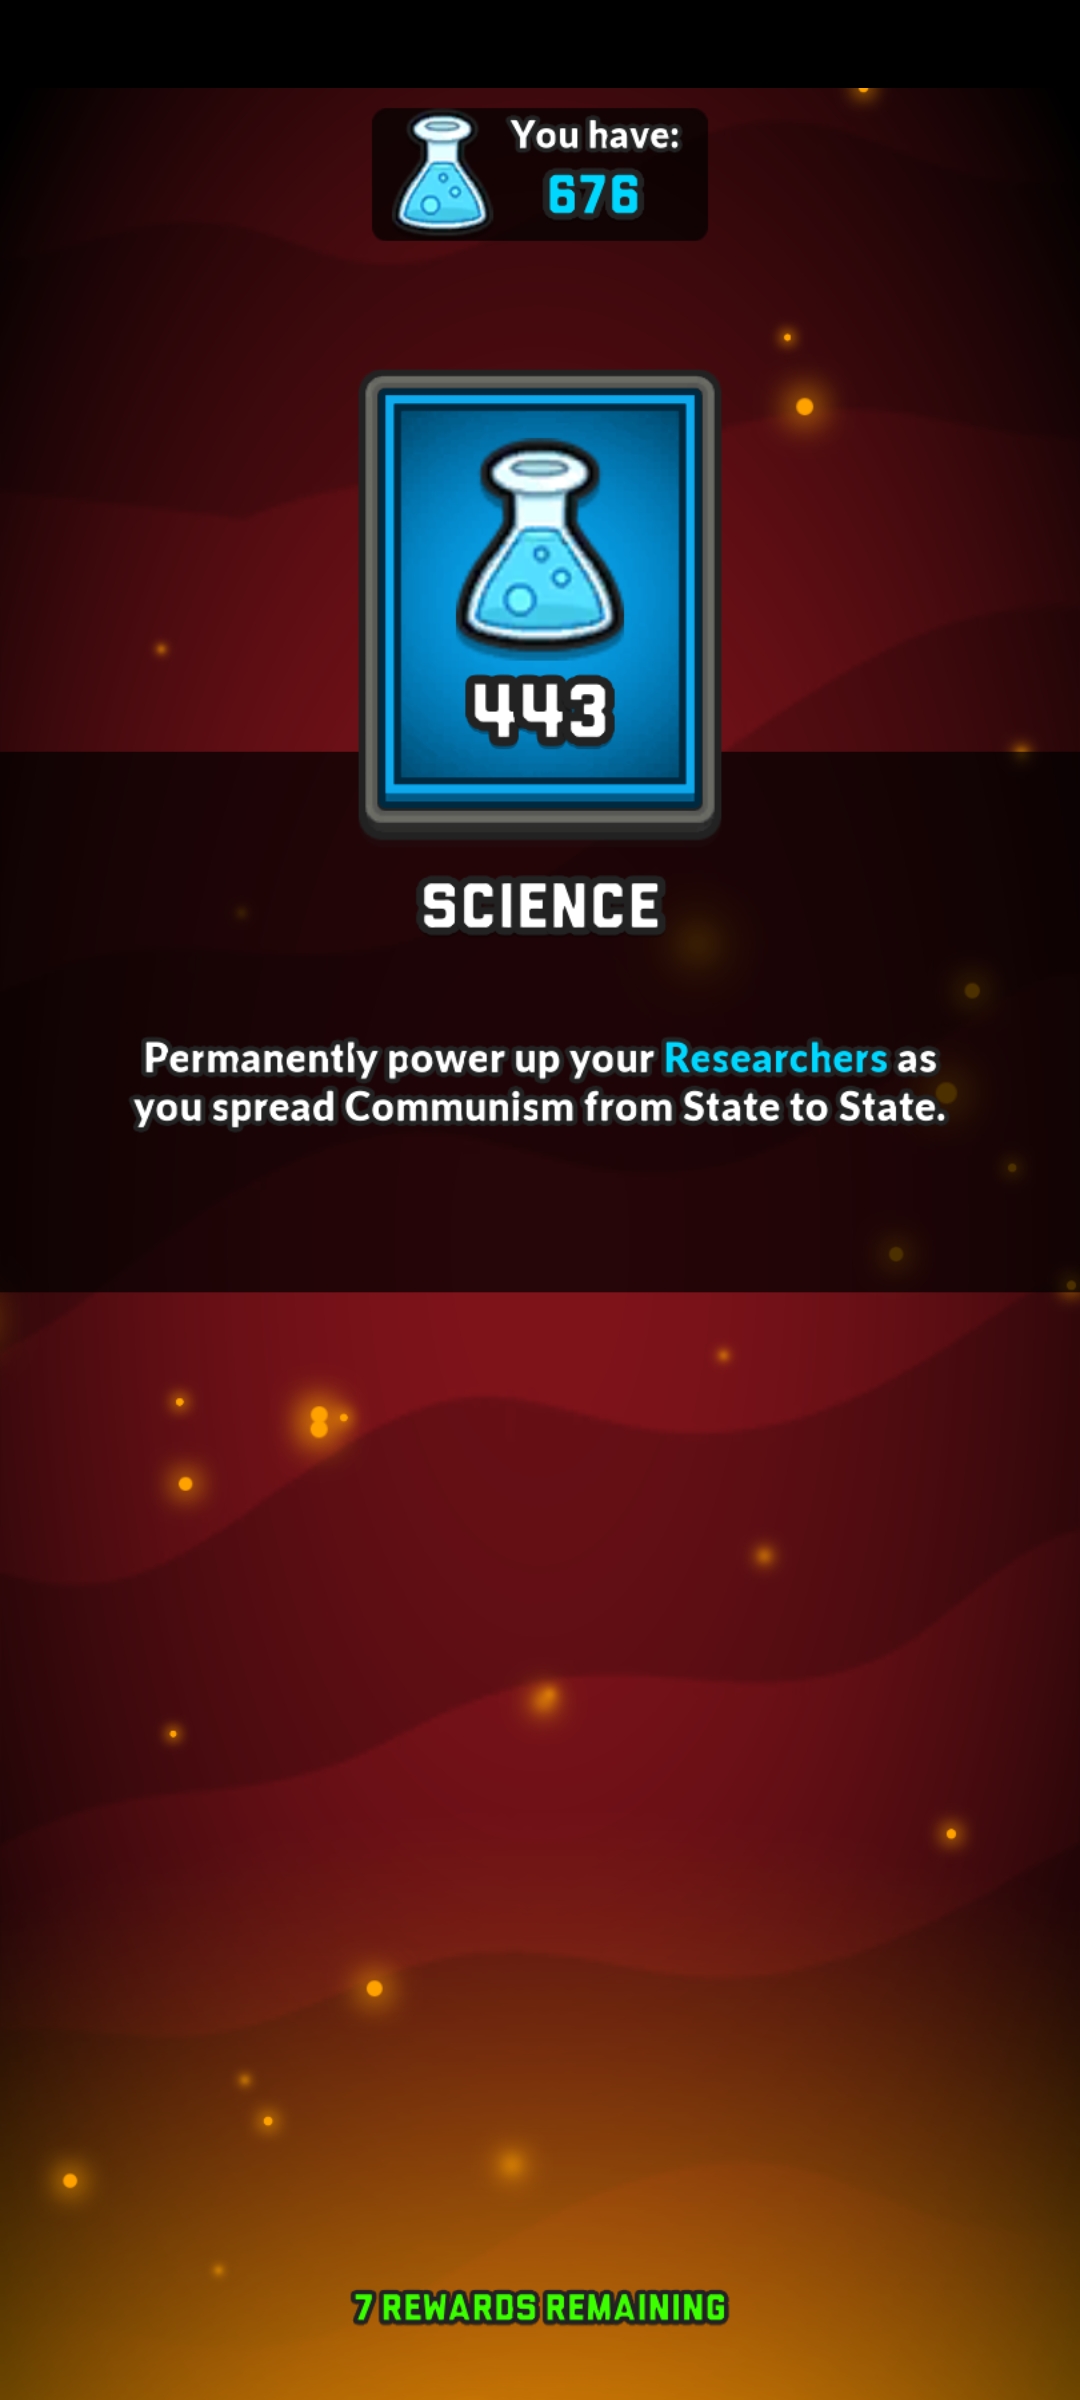 You have:
676
443
SCIENCE
Permanently power up your Researchers as
you spread Communism from State to State.
7 REWARDS REMAINING